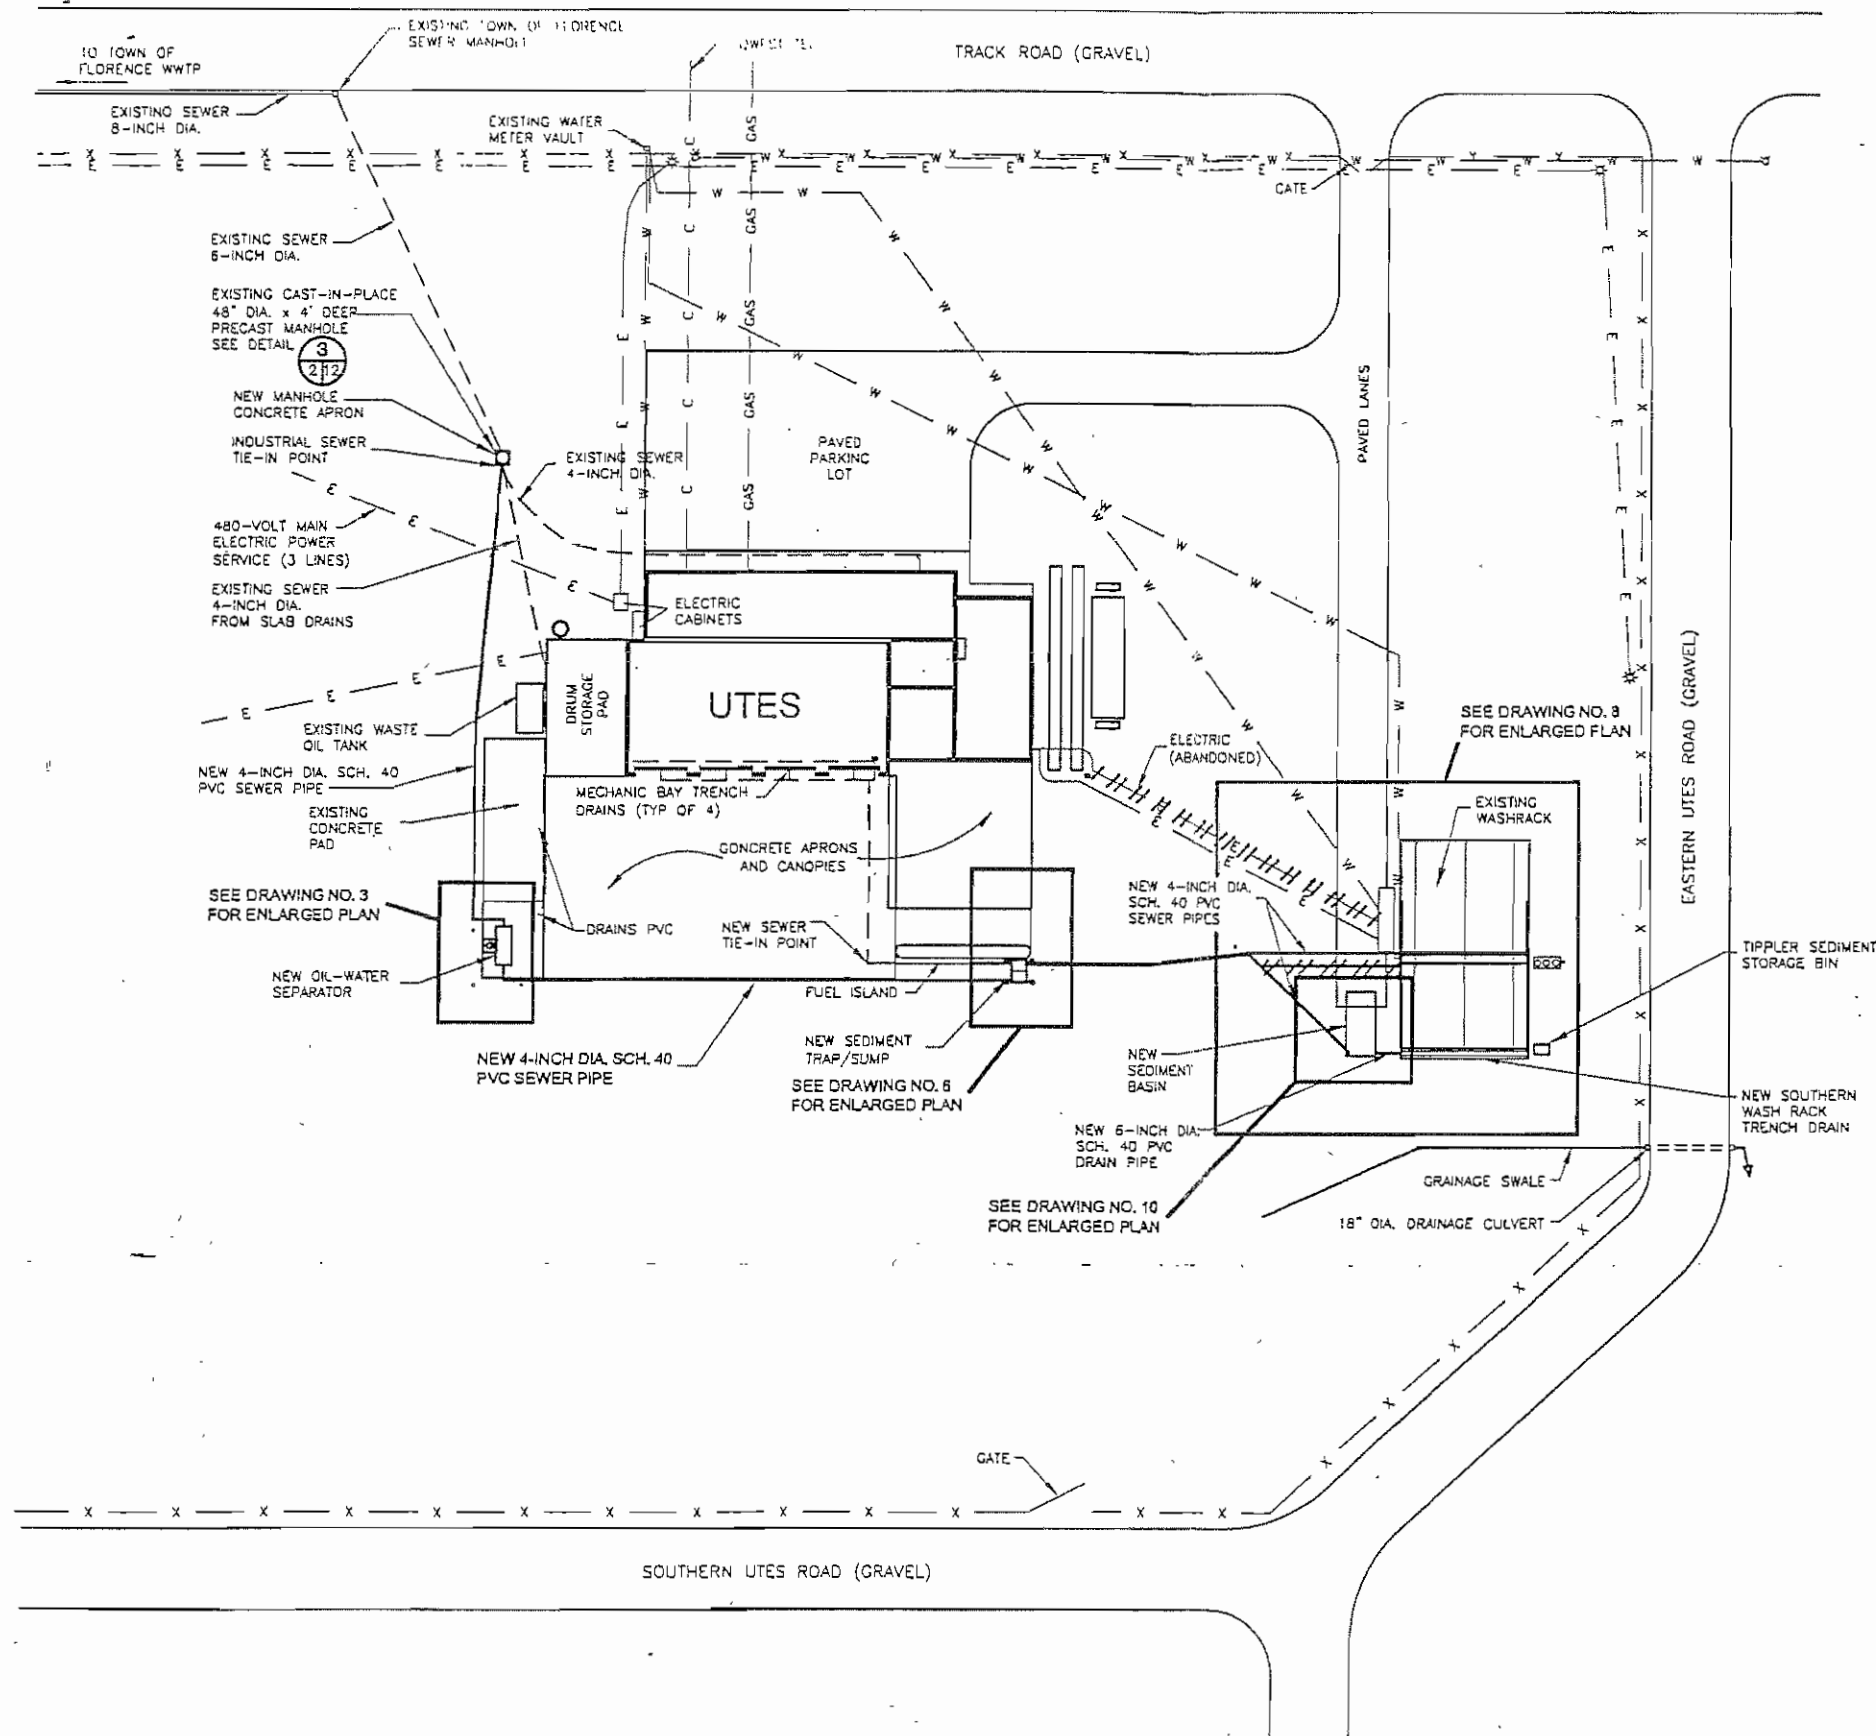 EXISTING TOWN OF FLORENCE
SEWER MANHOLE
TO TOWN OF
FLORENCE WWTP
TRACK ROAD (GRAVEL)
EXISTING SEWER
8-INCH DIA.
EXISTING WATER
METER VAULT
GATE
EXISTING SEWER
6-INCH DIA.
EXISTING CAST-IN-PLACE
48" DIA. x 4' DEEP
PRECAST MANHOLE
SEE DETAIL
3
2 12
NEW MANHOLE
CONCRETE APRON
INDUSTRIAL SEWER
TIE-IN POINT
EXISTING SEWER
4-INCH DIA.
PAVED
PARKING
LOT
PAVED LANES
480-VOLT MAIN
ELECTRIC POWER
SERVICE (3 LINES)
EXISTING SEWER
4-INCH DIA.
FROM SLAB DRAINS
ELECTRIC
CABINETS
DRUM
STORAGE
PAD
UTES
EASTERN UTES ROAD (GRAVEL)
EXISTING WASTE
OIL TANK
SEE DRAWING NO. 8
FOR ENLARGED PLAN
ELECTRIC
(ABANDONED)
NEW 4-INCH DIA. SCH. 40
PVC SEWER PIPE
MECHANIC BAY TRENCH
DRAINS (TYP OF 4)
EXISTING
WASHRACK
EXISTING
CONCRETE
PAD
CONCRETE APRONS
AND CANOPIES
SEE DRAWING NO. 3
FOR ENLARGED PLAN
NEW 4-INCH DIA.
SCH. 40 PVC
SEWER PIPES
DRAINS PVC
NEW SEWER
TIE-IN POINT
TIPPLER SEDIMENT
STORAGE BIN
NEW OIL-WATER
SEPARATOR
FUEL ISLAND
NEW SEDIMENT
TRAP/SUMP
NEW
SEDIMENT
BASIN
NEW 4-INCH DIA. SCH. 40
PVC SEWER PIPE
SEE DRAWING NO. 6
FOR ENLARGED PLAN
NEW SOUTHERN
WASH RACK
TRENCH DRAIN
NEW 6-INCH DIA.
SCH. 40 PVC
DRAIN PIPE
GRAINAGE SWALE
SEE DRAWING NO. 10
FOR ENLARGED PLAN
18" DIA. DRAINAGE CULVERT
GATE
SOUTHERN UTES ROAD (GRAVEL)